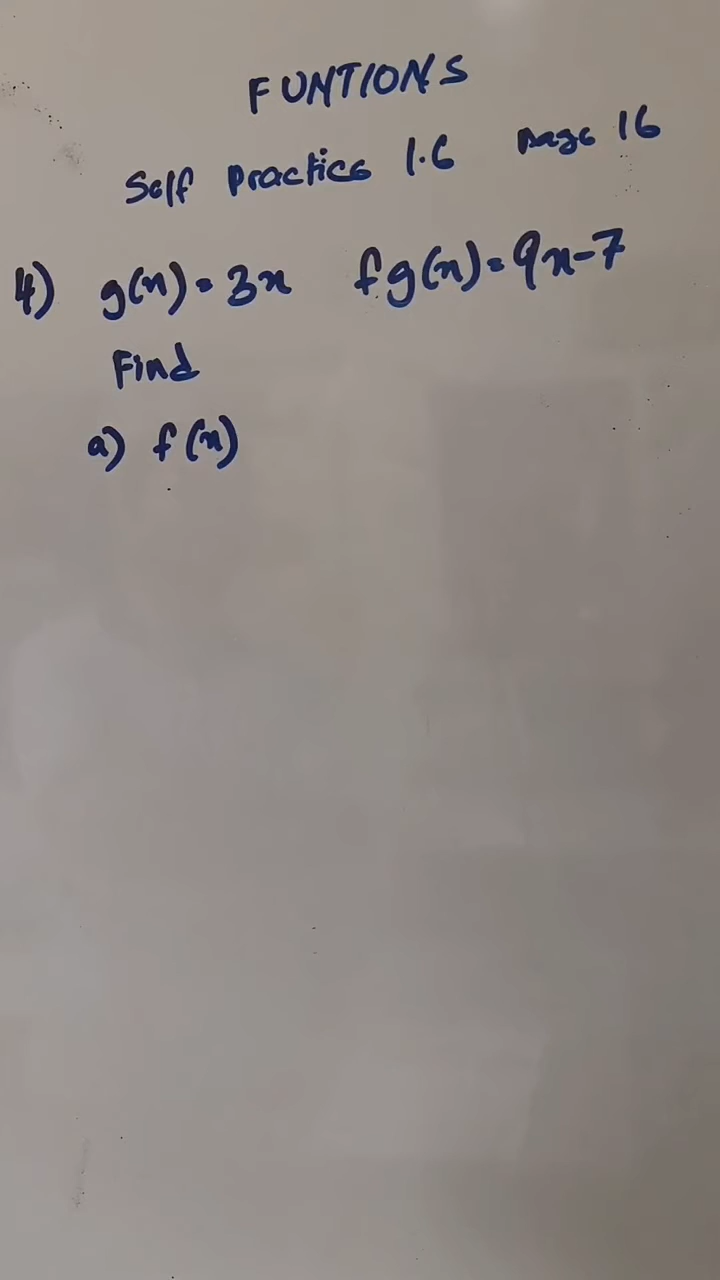 FUNTIONS
Self Practice 1.6 page 16
4) g(x) = 3x fg(x) = 9x-7
Find
a) f(x)